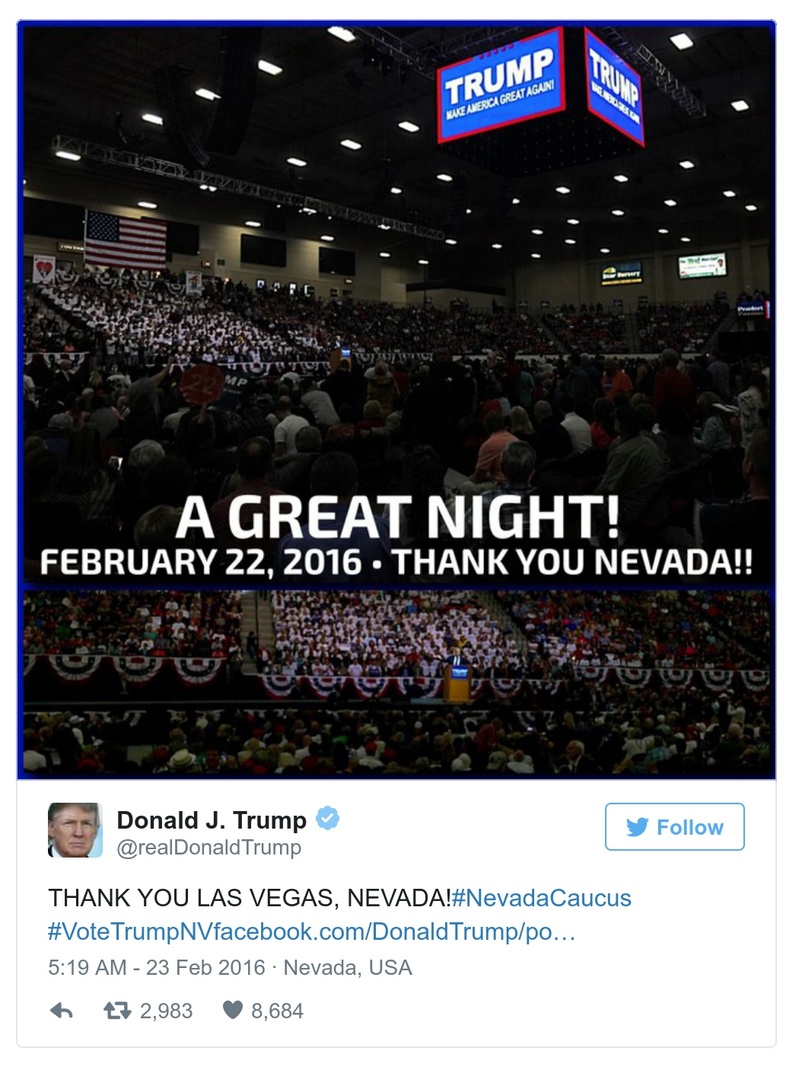 TRUMP
MAKE AMERICA GREAT AGAIN!
TRUMP
MAKE AMERICA GREAT AGAIN!
Star Nursery
A GREAT NIGHT!
FEBRUARY 22, 2016 • THANK YOU NEVADA!!
Donald J. Trump
@realDonaldTrump
Follow
THANK YOU LAS VEGAS, NEVADA!#NevadaCaucus
#VoteTrumpNVfacebook.com/DonaldTrump/po…
5:19 AM - 23 Feb 2016 · Nevada, USA
2,983 8,684